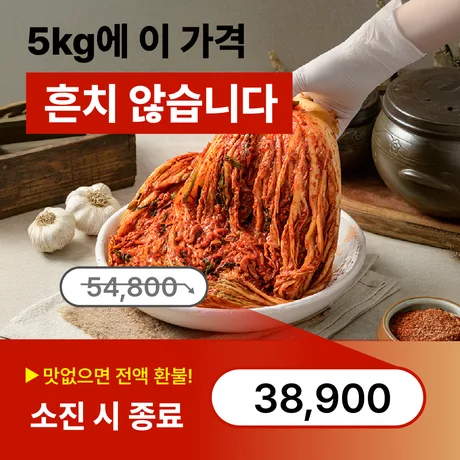 5kg에 이 가격
흔치 않습니다
54,800
▶ 맛없으면 전액 환불!
소진 시 종료
38,900